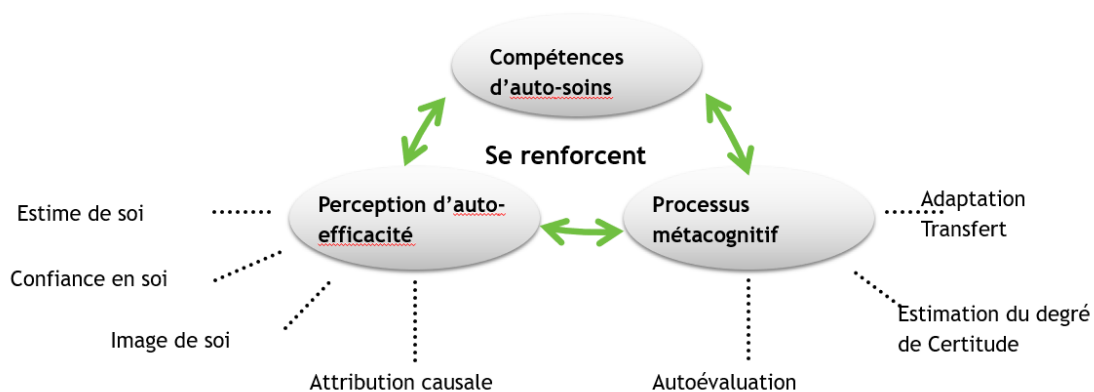 Compétences
d’auto-soins
Se renforcent
Perception d’auto-
efficacité
Processus
métacognitif
Estime de soi
Confiance en soi
Image de soi
Attribution causale
Autoévaluation
Adaptation
Transfert
Estimation du degré
de Certitude